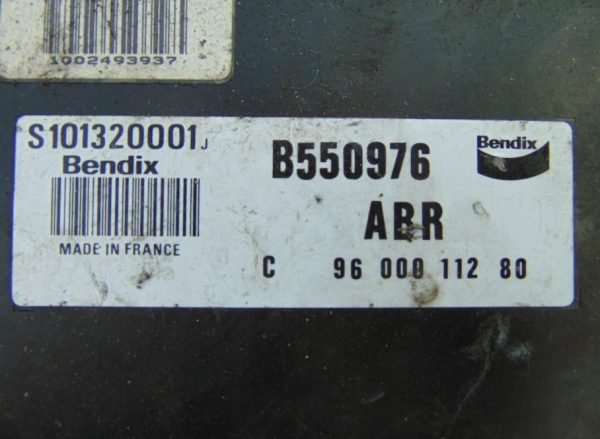 1002493937
S101320001J
Bendix
MADE IN FRANCE
B550976
Bendix
ABR
C 96 000 112 80